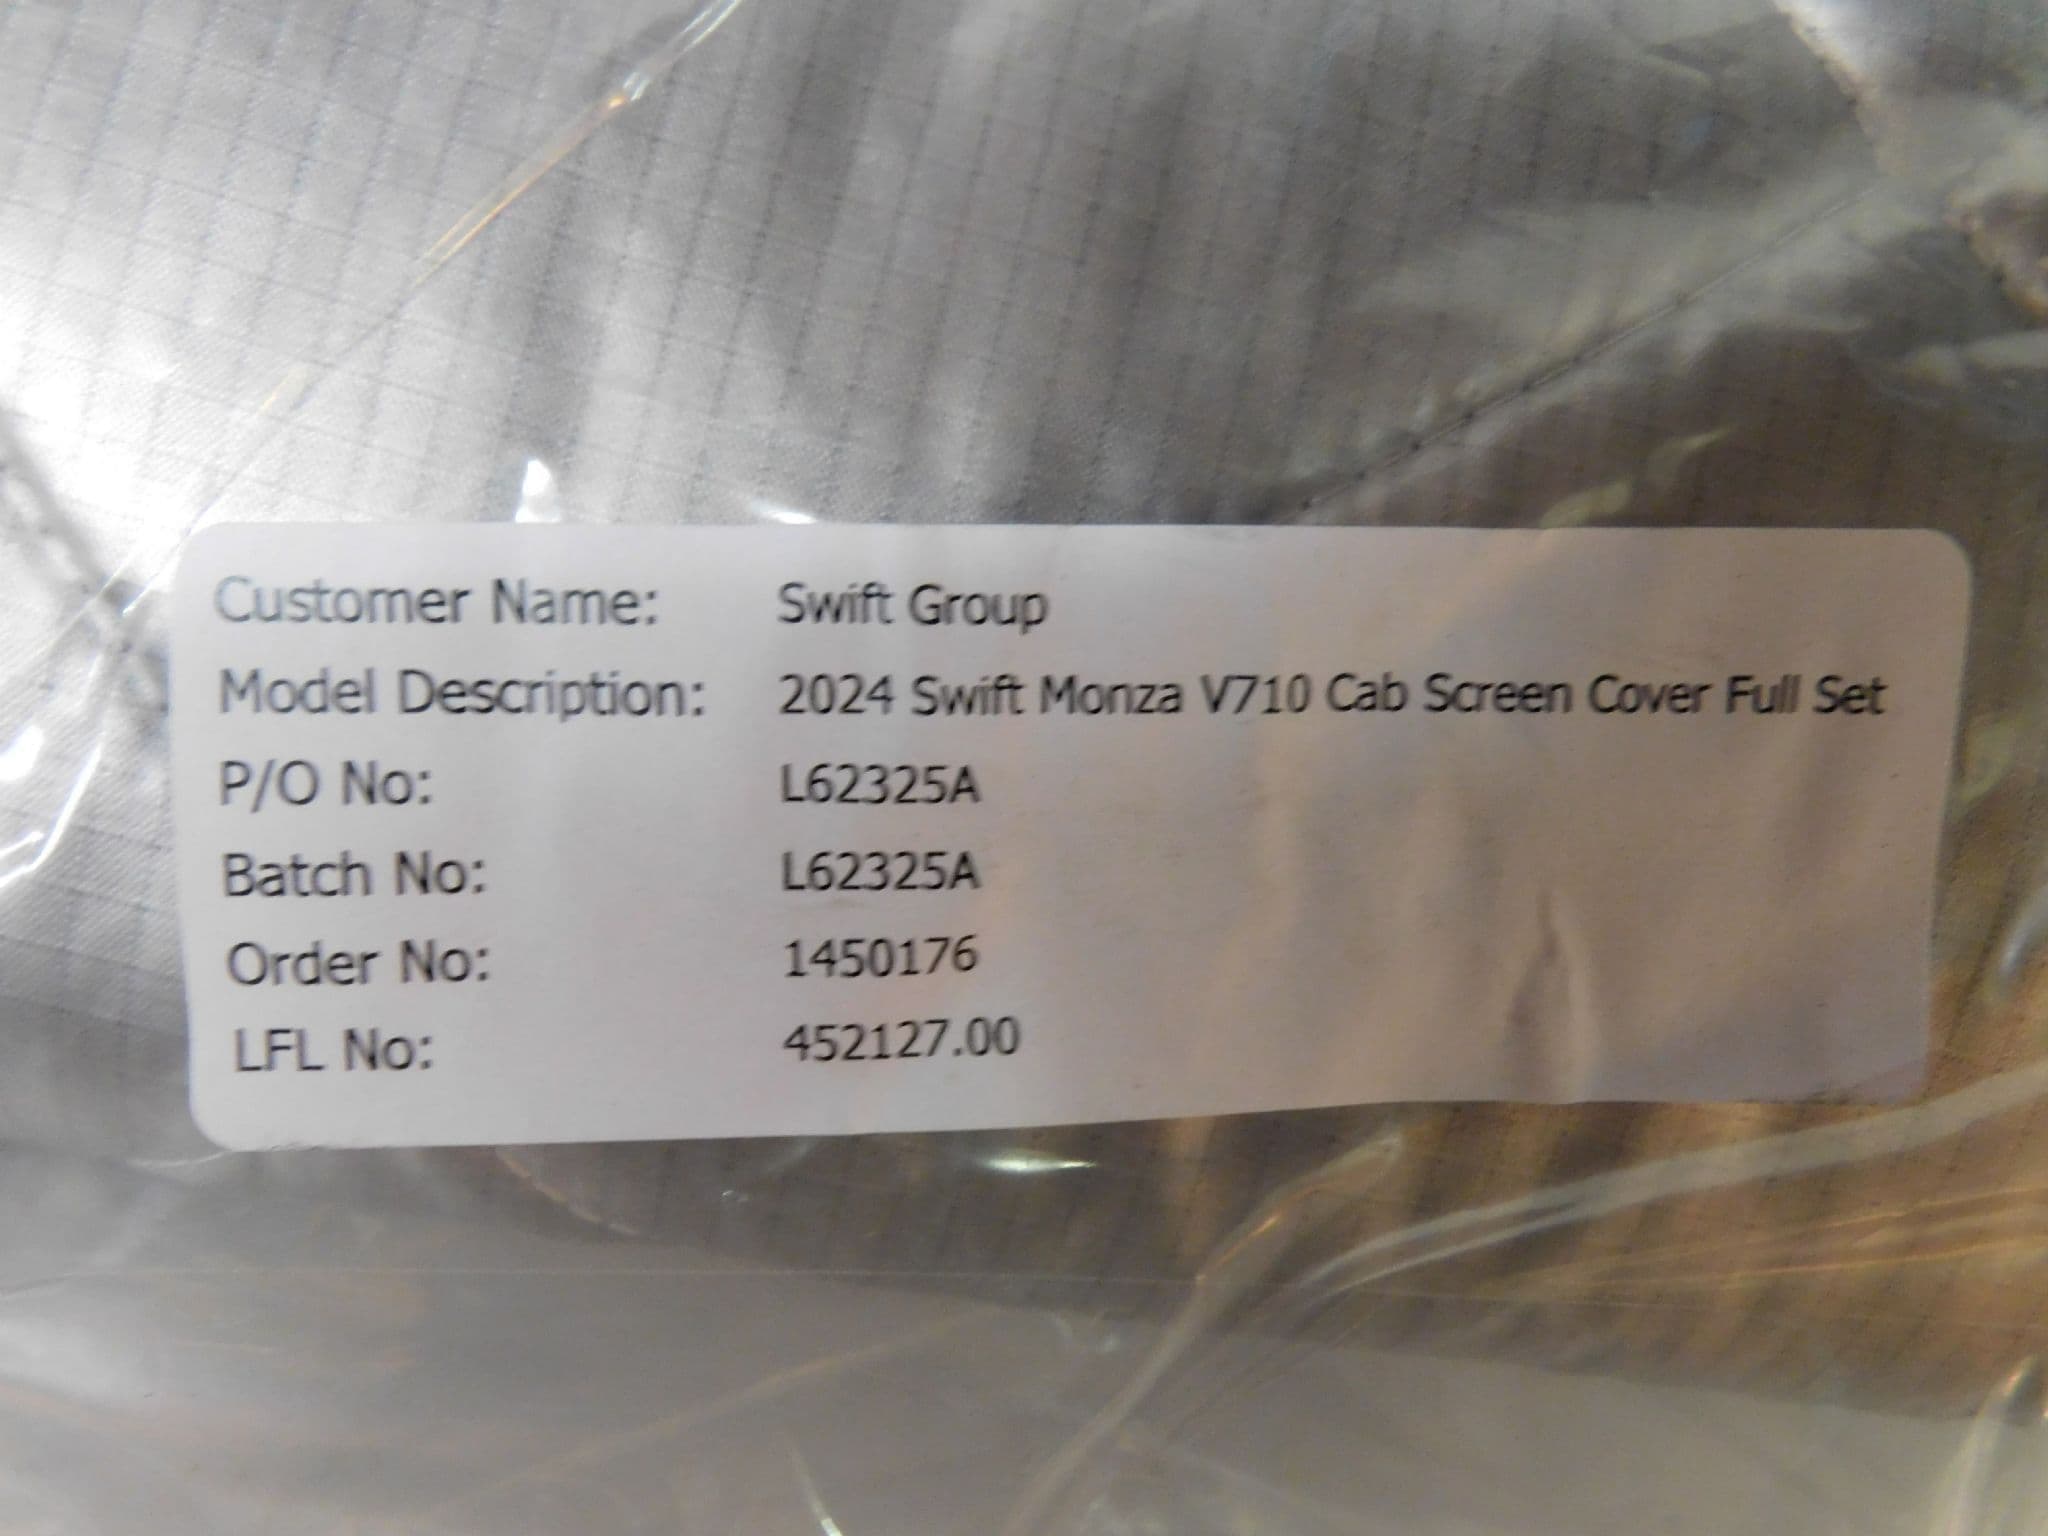 Customer Name: Swift Group
Model Description: 2024 Swift Monza V710 Cab Screen Cover Full Set
P/O No: L62325A
Batch No: L62325A
Order No: 1450176
LFL No: 452127.00